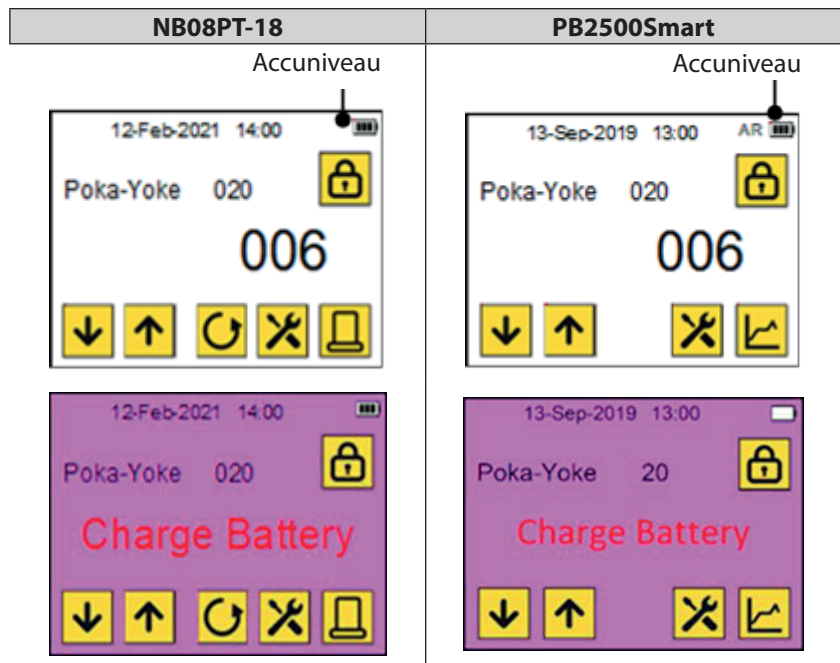 NB08PT-18 PB2500Smart
Accuniveau Accuniveau
12-Feb-2021 14:00
Poka-Yoke 020
006
13-Sep-2019 13:00 AR
Poka-Yoke 020
006
12-Feb-2021 14:00
Poka-Yoke 020
Charge Battery
13-Sep-2019 13:00
Poka-Yoke 20
Charge Battery